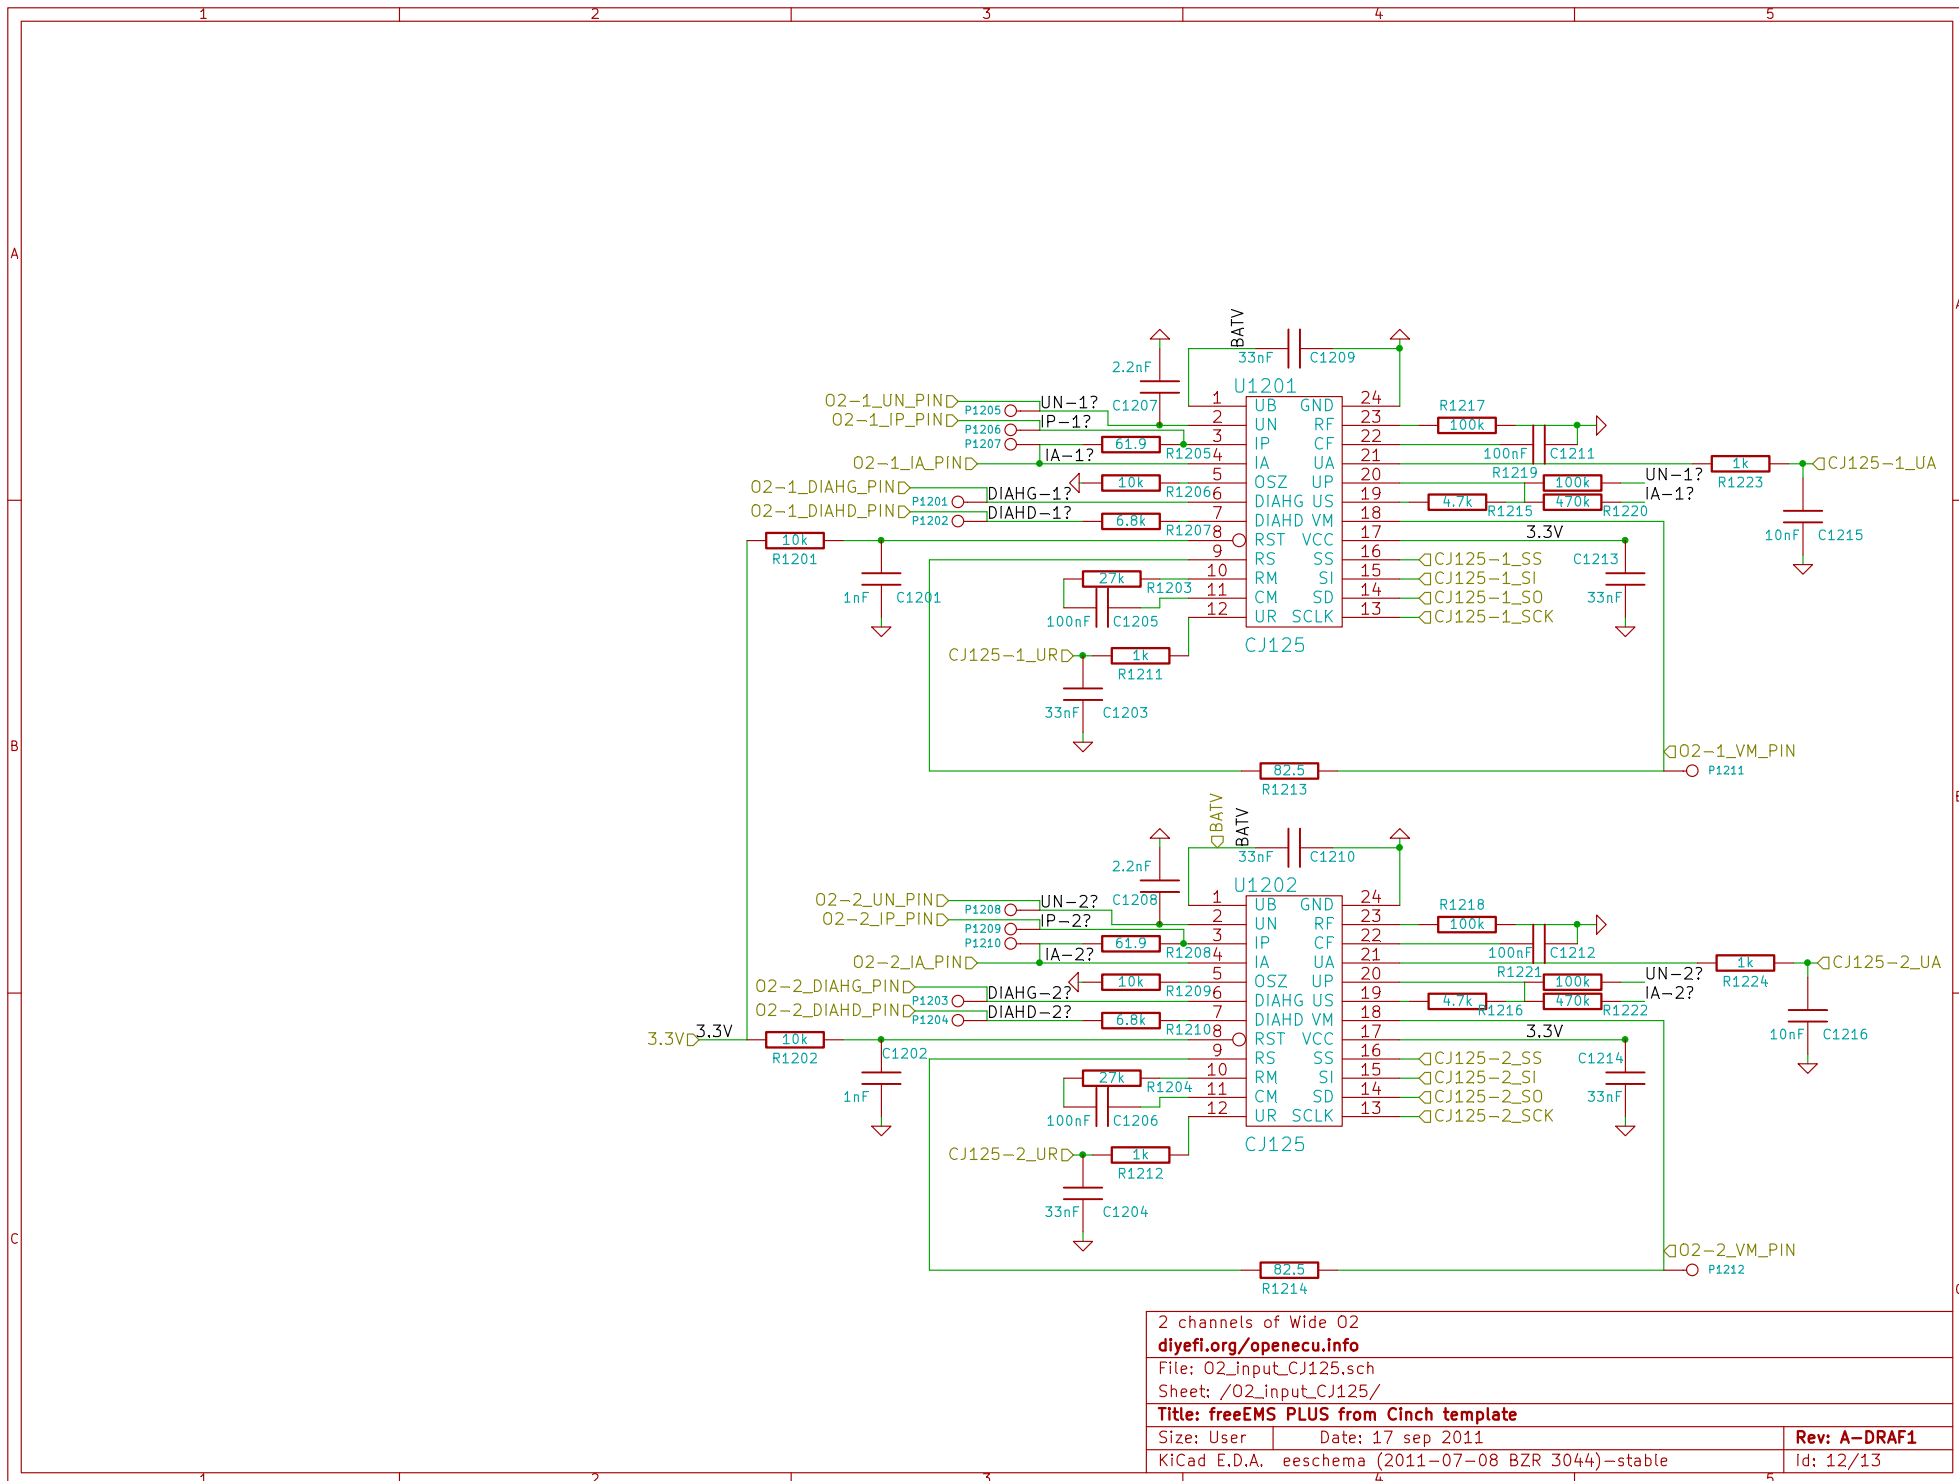 1 2 3 4 5
A
A
BATV
33nF C1209
2.2nF
C1207
U1201
O2-1_UN_PIN
P1205
UN-1?
O2-1_IP_PIN
P1206
IP-1?
P1207
61.9
R1205
O2-1_IA_PIN
IA-1?
10k
R1206
O2-1_DIAHG_PIN
P1201
DIAHG-1?
O2-1_DIAHD_PIN
P1202
DIAHD-1?
6.8k
R1207
1 UB GND 24
2 UN RF 23
3 IP CF 22
4 IA UA 21
5 OSZ UP 20
6 DIAHG US 19
7 DIAHD VM 18
8 RST VCC 17
9 RS SS 16
10 RM SI 15
11 CM SO 14
12 UR SCLK 13
CJ125
R1217
100k
100nF C1211
R1219
100k
UN-1?
4.7k
R1215
470k
R1220
IA-1?
1k
R1223
CJ125-1_UA
10nF C1215
3.3V
C1213
33nF
CJ125-1_SS
CJ125-1_SI
CJ125-1_SO
CJ125-1_SCK
10k
R1201
1nF C1201
27k
R1203
100nF C1205
CJ125-1_UR
1k
R1211
33nF C1203
B
B
O2-1_VM_PIN
P1211
82.5
R1213
BATV
BATV
33nF C1210
2.2nF
C1208
U1202
O2-2_UN_PIN
P1208
UN-2?
O2-2_IP_PIN
P1209
IP-2?
P1210
61.9
R1208
O2-2_IA_PIN
IA-2?
10k
R1209
O2-2_DIAHG_PIN
P1203
DIAHG-2?
O2-2_DIAHD_PIN
P1204
DIAHD-2?
6.8k
R1210
1 UB GND 24
2 UN RF 23
3 IP CF 22
4 IA UA 21
5 OSZ UP 20
6 DIAHG US 19
7 DIAHD VM 18
8 RST VCC 17
9 RS SS 16
10 RM SI 15
11 CM SO 14
12 UR SCLK 13
CJ125
R1218
100k
100nF C1212
R1221
100k
UN-2?
4.7k
R1216
470k
R1222
IA-2?
1k
R1224
CJ125-2_UA
10nF C1216
3.3V
C1214
33nF
CJ125-2_SS
CJ125-2_SI
CJ125-2_SO
CJ125-2_SCK
3.3V
3.3V
10k
R1202
C1202
1nF
27k
R1204
100nF C1206
CJ125-2_UR
1k
R1212
33nF C1204
C
C
O2-2_VM_PIN
P1212
82.5
R1214
2 channels of Wide O2
diyefi.org/openecu.info
File: O2_input_CJ125.sch
Sheet: /O2_input_CJ125/
Title: freeEMS PLUS from Cinch template
Size: User Date: 17 sep 2011 Rev: A-DRAF1
KiCad E.D.A. eeschema (2011-07-08 BZR 3044)-stable Id: 12/13
1 2 3 4 5